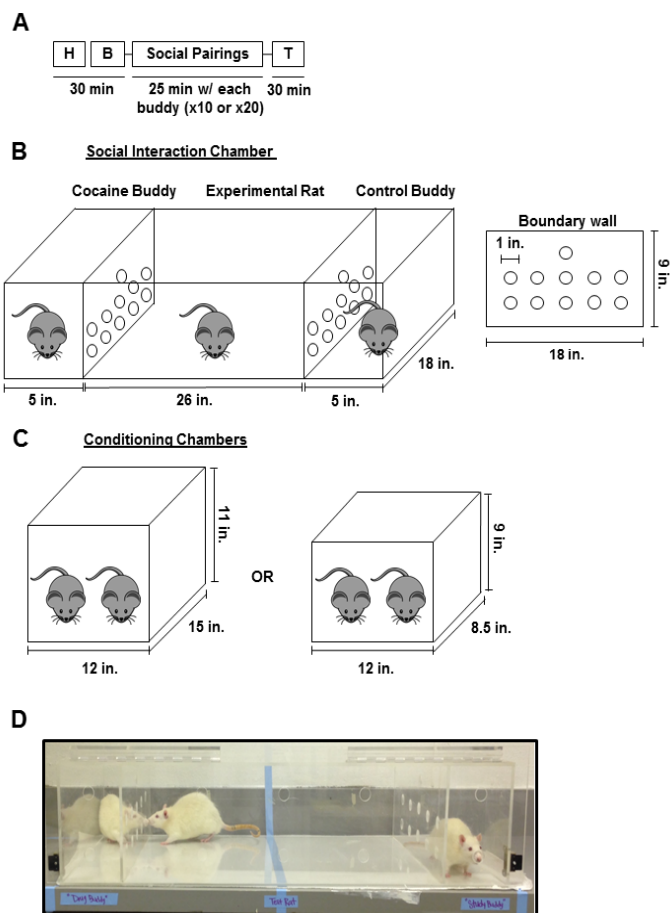 A
H B Social Pairings T
30 min 25 min w/ each 30 min
buddy (x10 or x20)
B
Social Interaction Chamber
Cocaine Buddy Experimental Rat Control Buddy
Boundary wall
1 in.
9 in.
18 in.
18 in.
5 in. 26 in. 5 in.
C
Conditioning Chambers
11 in.
9 in.
OR
15 in.
8.5 in.
12 in.
12 in.
D
"Drug Buddy" Test Rat "Study Buddy"